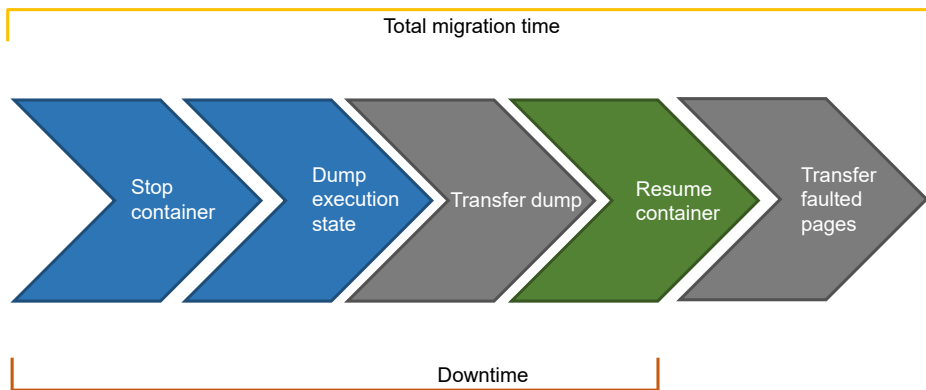 Total migration time
Stop
container
Dump
execution
state
Transfer dump
Resume
container
Transfer
faulted
pages
Downtime